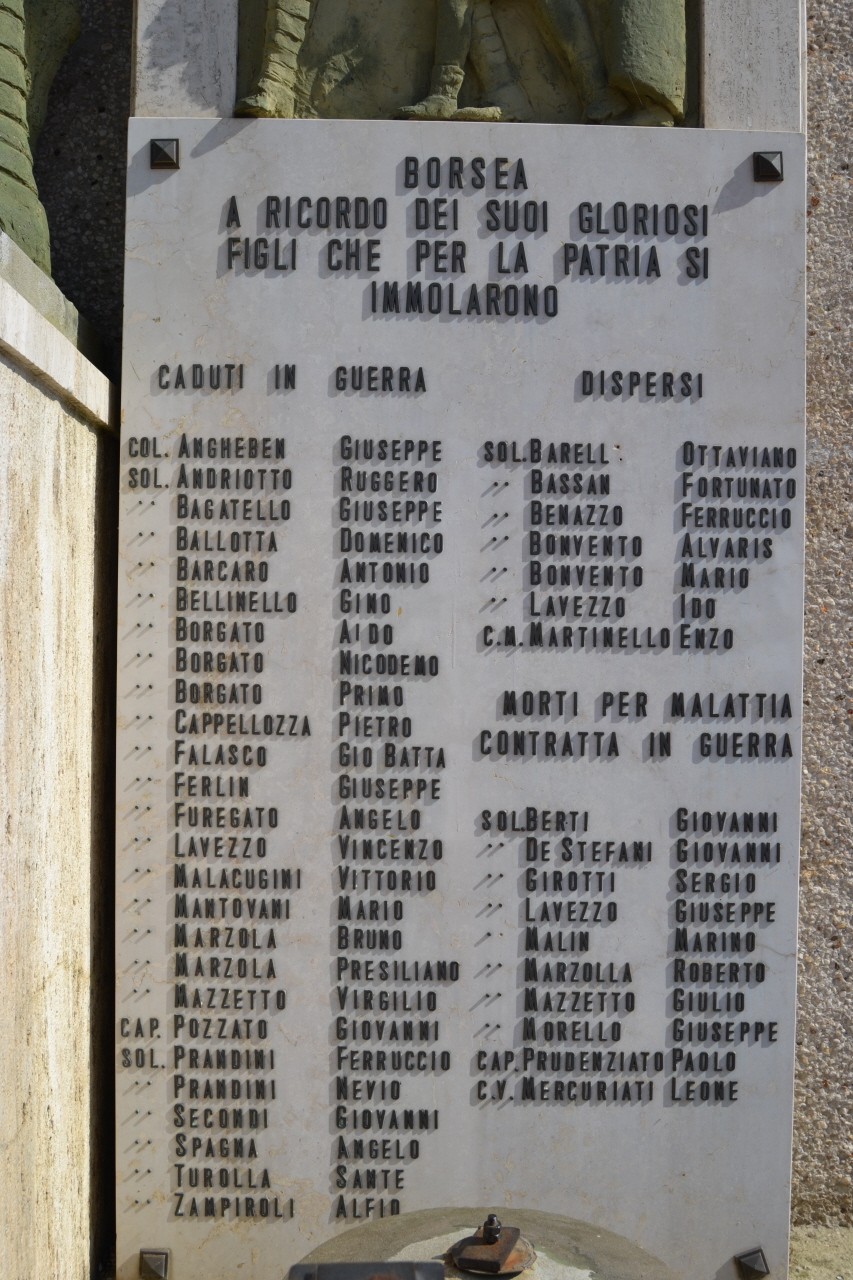 BORSEA
A RICORDO DEI SUOI GLORIOSI
FIGLI CHE PER LA PATRIA SI
IMMOLARONO
CADUTI IN GUERRA
COL. ANGHEBEN GIUSEPPE
SOL. ANDRIOTTO RUGGERO
'' BAGATELLO GIUSEPPE
'' BALLOTTA DOMENICO
'' BARCARO ANTONIO
'' BELLINELLO GINO
'' BORGATO AIDO
'' BORGATO NICODEMO
'' BORGATO PRIMO
'' CAPPELLOZZA PIETRO
'' FALASCO GIO BATTA
'' FERLIN GIUSEPPE
'' FUREGATO ANGELO
'' LAVEZZO VINCENZO
'' MALACUGINI VITTORIO
'' MANTOVANI MARIO
'' MARZOLA BRUNO
'' MARZOLA PRESILIANO
'' MAZZETTO VIRGILIO
CAP. POZZATO GIOVANNI
SOL. PRANDINI FERRUCCIO
'' PRANDINI NEVIO
'' SECONDI GIOVANNI
'' SPAGNA ANGELO
'' TUROLLA SANTE
'' ZAMPIROLI ALFIO
DISPERSI
SOL. BARELL OTTAVIANO
'' BASSAN FORTUNATO
'' BENAZZO FERRUCCIO
'' BONVENTO ALVARIS
'' BONVENTO MARIO
'' LAVEZZO IDO
C.M. MARTINELLO ENZO
MORTI PER MALATTIA
CONTRATTA IN GUERRA
SOL. BERTI GIOVANNI
'' DE STEFANI GIOVANNI
'' GIROTTI SERGIO
'' LAVEZZO GIUSEPPE
'' MALIN MARINO
'' MARZOLLA ROBERTO
'' MAZZETTO GIULIO
'' MORELLO GIUSEPPE
CAP. PRUDENZIATO PAOLO
C.V. MERCURIATI LEONE